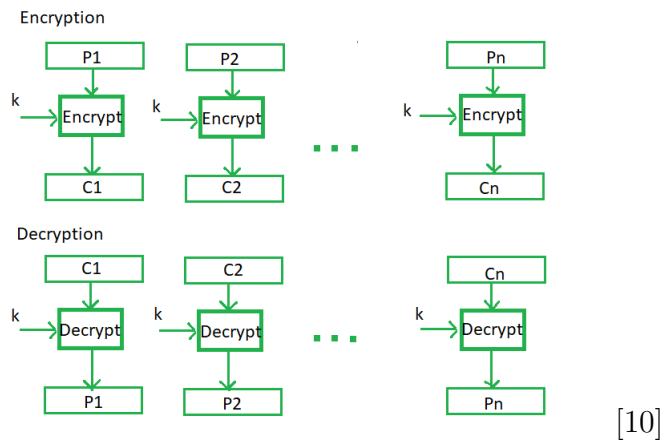 Encryption
P1 P2 Pn
k Encrypt k Encrypt k Encrypt
C1 C2 Cn
Decryption
C1 C2 Cn
k Decrypt k Decrypt k Decrypt
P1 P2 Pn
[10]